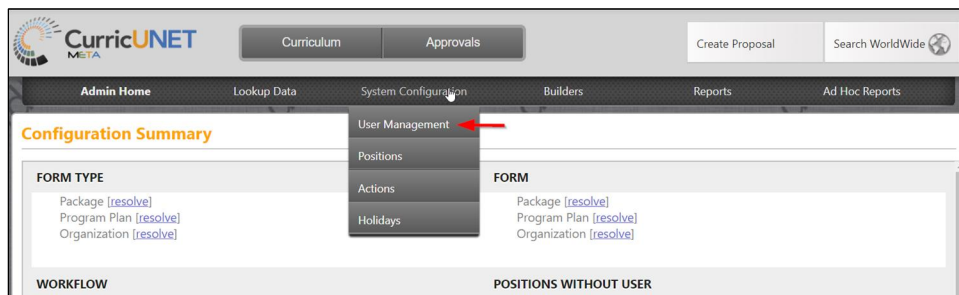 CurricUNET
META
Curriculum
Approvals
Create Proposal
Search WorldWide
Admin Home
Lookup Data
System Configuration
Builders
Reports
Ad Hoc Reports
User Management
Positions
Actions
Holidays
Configuration Summary
FORM TYPE
Package [resolve]
Program Plan [resolve]
Organization [resolve]
FORM
Package [resolve]
Program Plan [resolve]
Organization [resolve]
WORKFLOW
POSITIONS WITHOUT USER